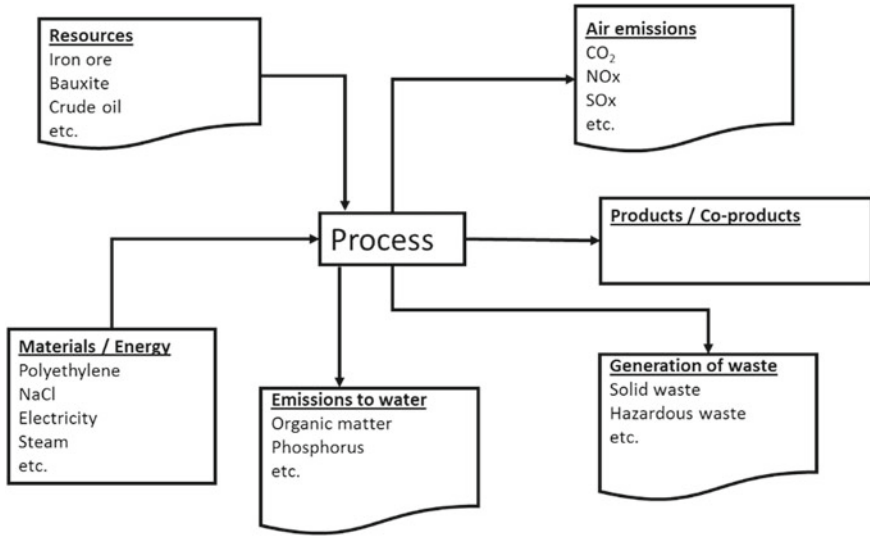 Resources
Iron ore
Bauxite
Crude oil
etc.
Air emissions
CO₂
NOx
SOx
etc.
Process
Products / Co-products
Materials / Energy
Polyethylene
NaCl
Electricity
Steam
etc.
Emissions to water
Organic matter
Phosphorus
etc.
Generation of waste
Solid waste
Hazardous waste
etc.